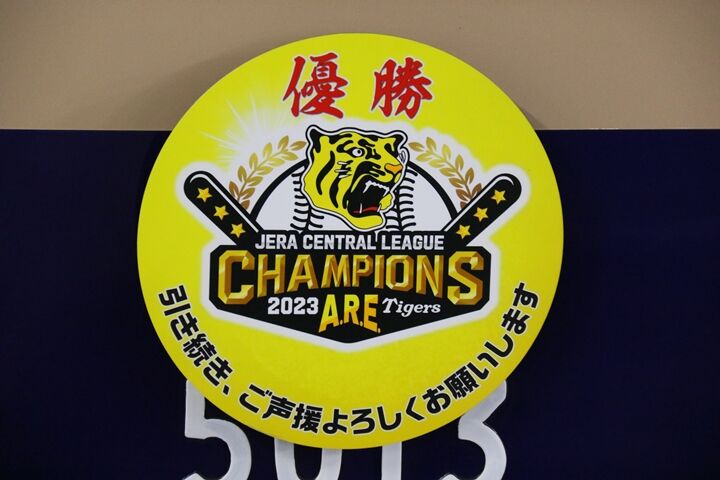 優勝
JERA CENTRAL LEAGUE
CHAMPIONS
2023 A.R.E. Tigers
引き続き、ご声援よろしくお願いします
5013